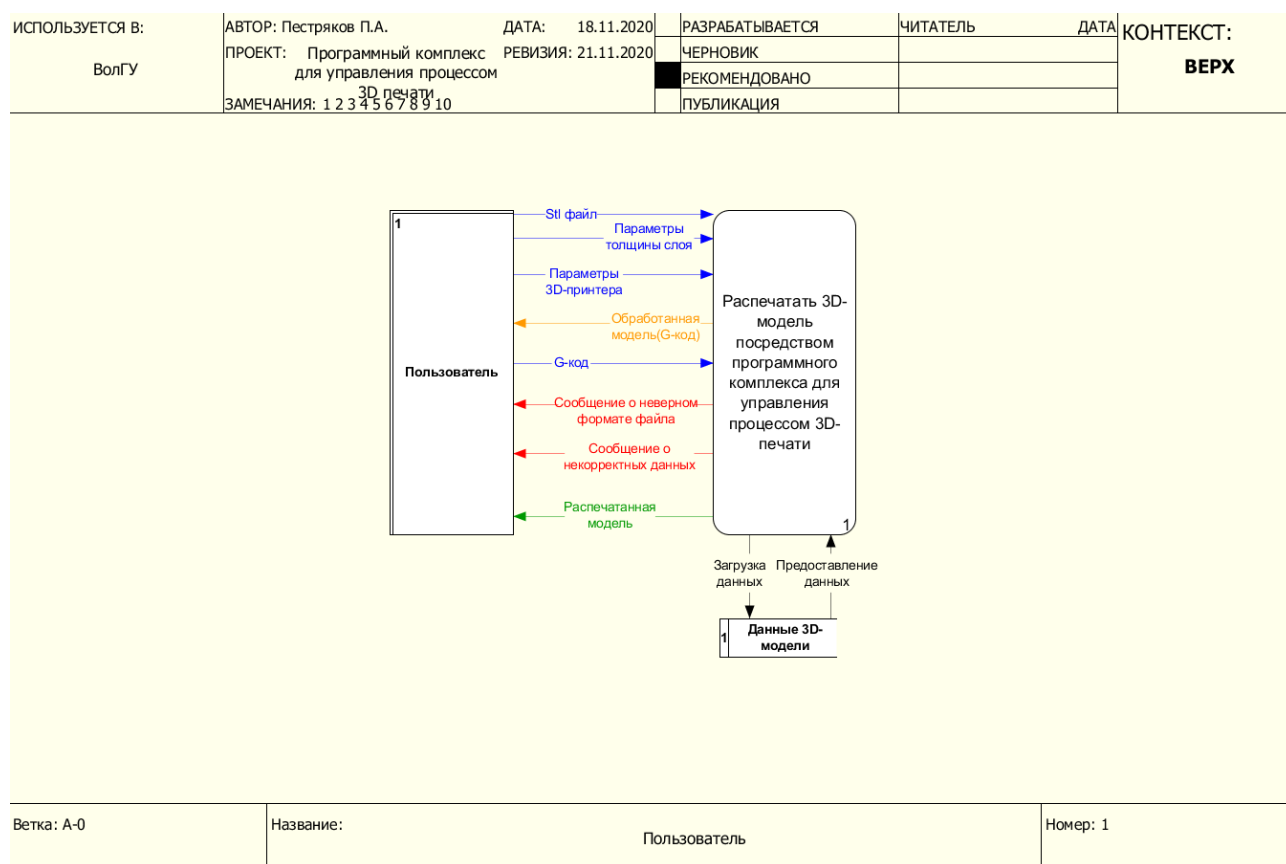 ИСПОЛЬЗУЕТСЯ В:
ВолГУ
АВТОР: Пестряков П.А.
ДАТА: 18.11.2020
ПРОЕКТ: Программный комплекс
для управления процессом
3D печати
РЕВИЗИЯ: 21.11.2020
ЗАМЕЧАНИЯ: 1 2 3 4 5 6 7 8 9 10
РАЗРАБАТЫВАЕТСЯ
ЧЕРНОВИК
РЕКОМЕНДОВАНО
ПУБЛИКАЦИЯ
ЧИТАТЕЛЬ
ДАТА
КОНТЕКСТ:
ВЕРХ
1
Пользователь
Stl файл
Параметры
толщины слоя
Параметры
3D-принтера
Обработанная
модель(G-код)
G-код
Сообщение о неверном
формате файла
Сообщение о
некорректных данных
Распечатанная
модель
Распечатать 3D-
модель
посредством
программного
комплекса для
управления
процессом 3D-
печати
1
Загрузка
данных
Предоставление
данных
1
Данные 3D-
модели
Ветка: A-0
Название:
Пользователь
Номер: 1